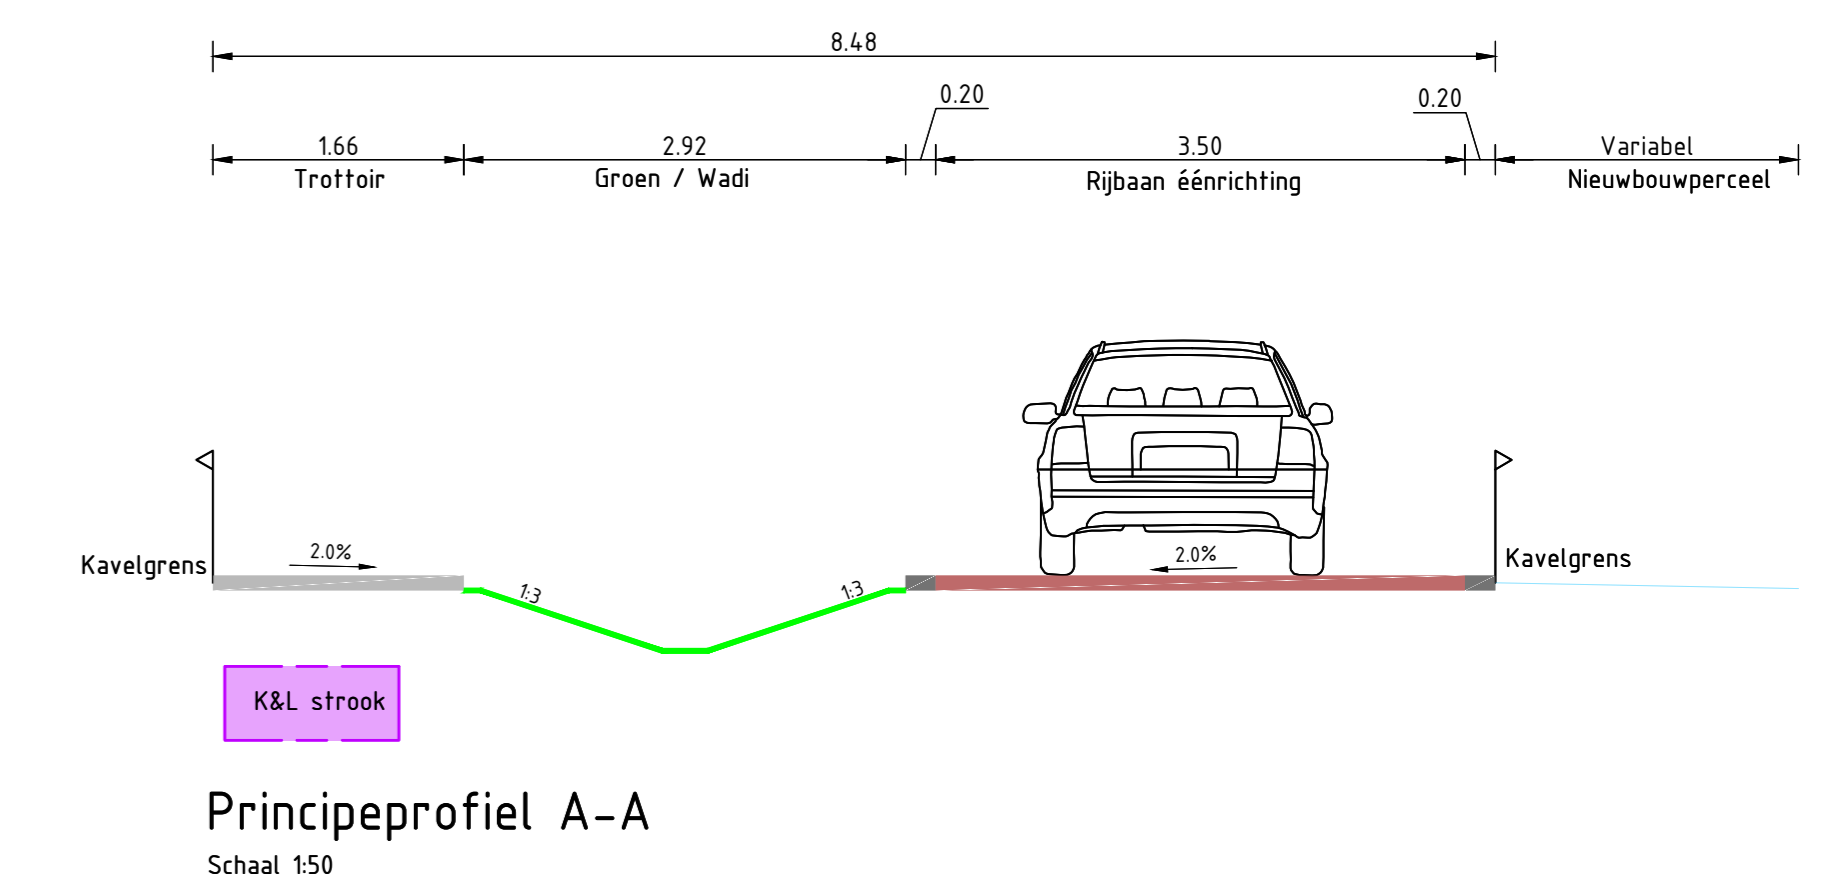 8.48
0.20
0.20
1.66
2.92
3.50
Variabel
Trottoir
Groen / Wadi
Rijbaan éénrichting
Nieuwbouwperceel
Kavelgrens
2.0%
1:3
1:3
2.0%
Kavelgrens
K&L strook
Principeprofiel A-A
Schaal 1:50